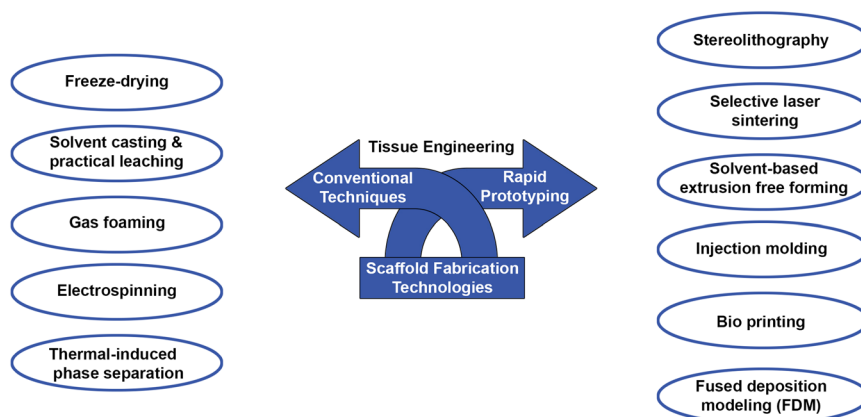 Freeze-drying
Solvent casting &
practical leaching
Gas foaming
Electrospinning
Thermal-induced
phase separation
Tissue Engineering
Conventional
Techniques
Rapid
Prototyping
Scaffold Fabrication
Technologies
Stereolithography
Selective laser
sintering
Solvent-based
extrusion free forming
Injection molding
Bio printing
Fused deposition
modeling (FDM)